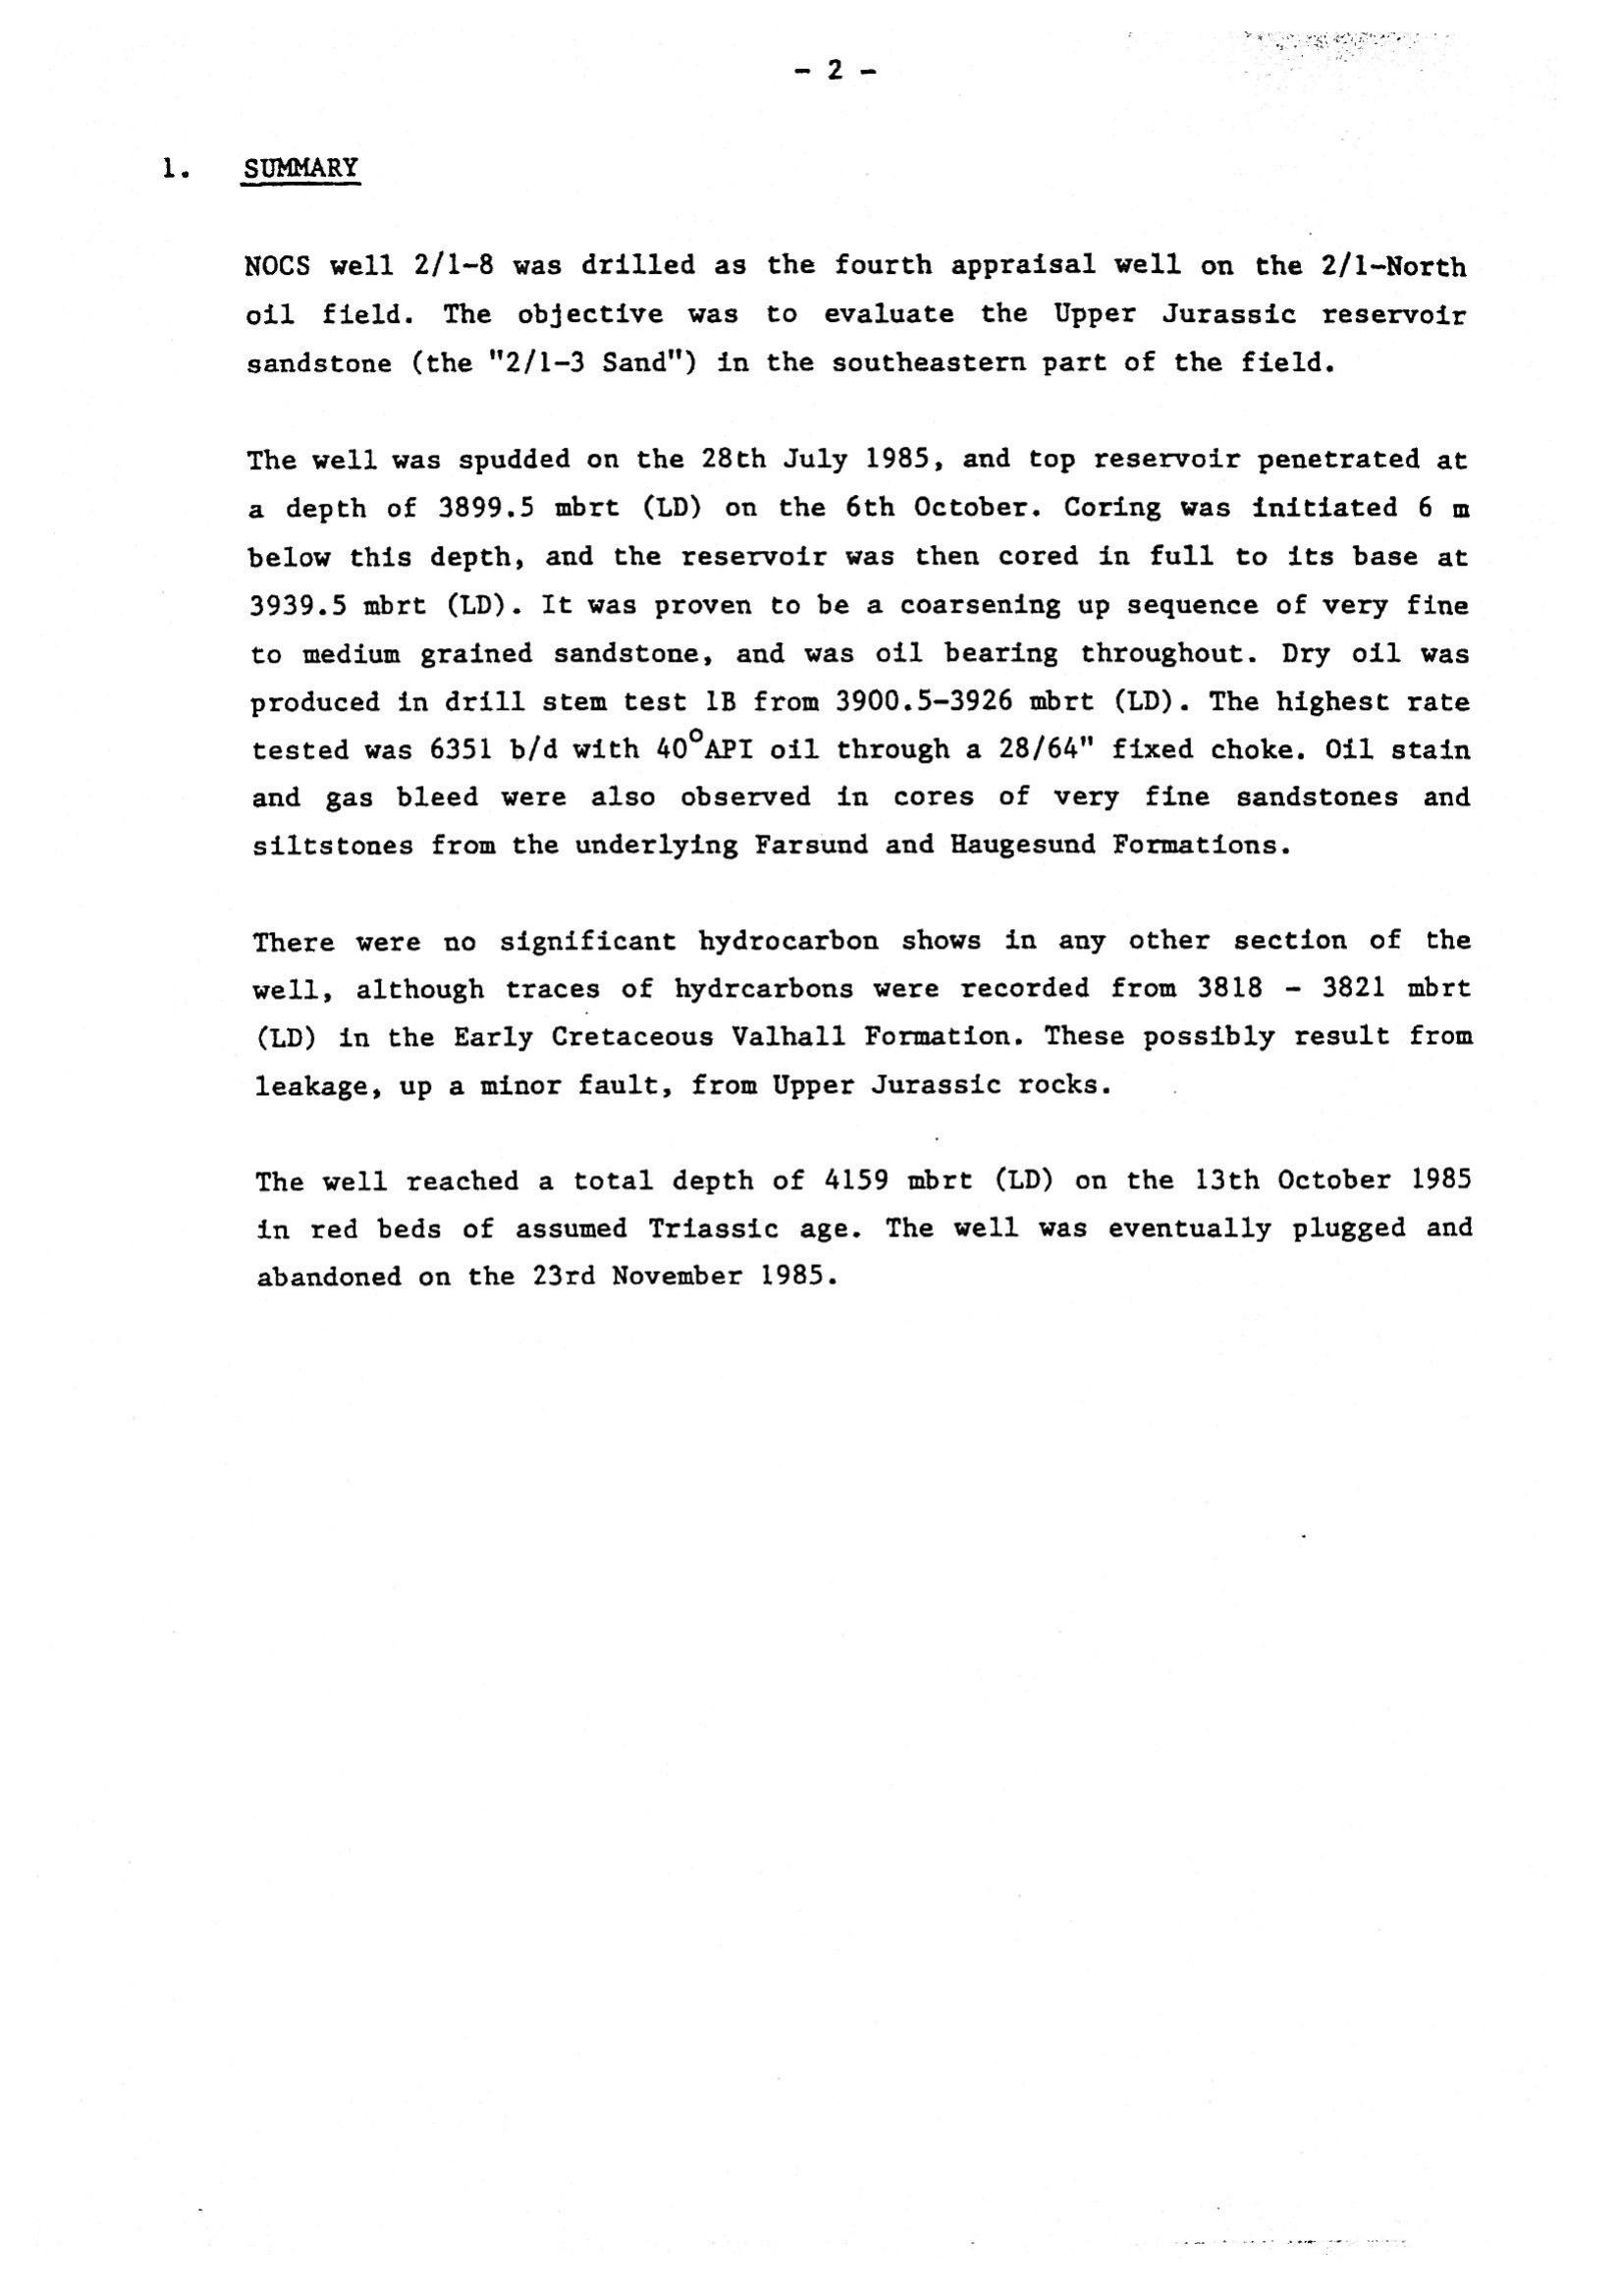 - 2 -
1. SUMMARY
NOCS well 2/1-8 was drilled as the fourth appraisal well on the 2/1-North
oil field. The objective was to evaluate the Upper Jurassic reservoir
sandstone (the "2/1-3 Sand") in the southeastern part of the field.
The well was spudded on the 28th July 1985, and top reservoir penetrated at
a depth of 3899.5 mbrt (LD) on the 6th October. Coring was initiated 6 m
below this depth, and the reservoir was then cored in full to its base at
3939.5 mbrt (LD). It was proven to be a coarsening up sequence of very fine
to medium grained sandstone, and was oil bearing throughout. Dry oil was
produced in drill stem test 1B from 3900.5-3926 mbrt (LD). The highest rate
tested was 6351 b/d with 40°API oil through a 28/64" fixed choke. Oil stain
and gas bleed were also observed in cores of very fine sandstones and
siltstones from the underlying Farsund and Haugesund Formations.
There were no significant hydrocarbon shows in any other section of the
well, although traces of hydrcarbons were recorded from 3818 - 3821 mbrt
(LD) in the Early Cretaceous Valhall Formation. These possibly result from
leakage, up a minor fault, from Upper Jurassic rocks.
The well reached a total depth of 4159 mbrt (LD) on the 13th October 1985
in red beds of assumed Triassic age. The well was eventually plugged and
abandoned on the 23rd November 1985.